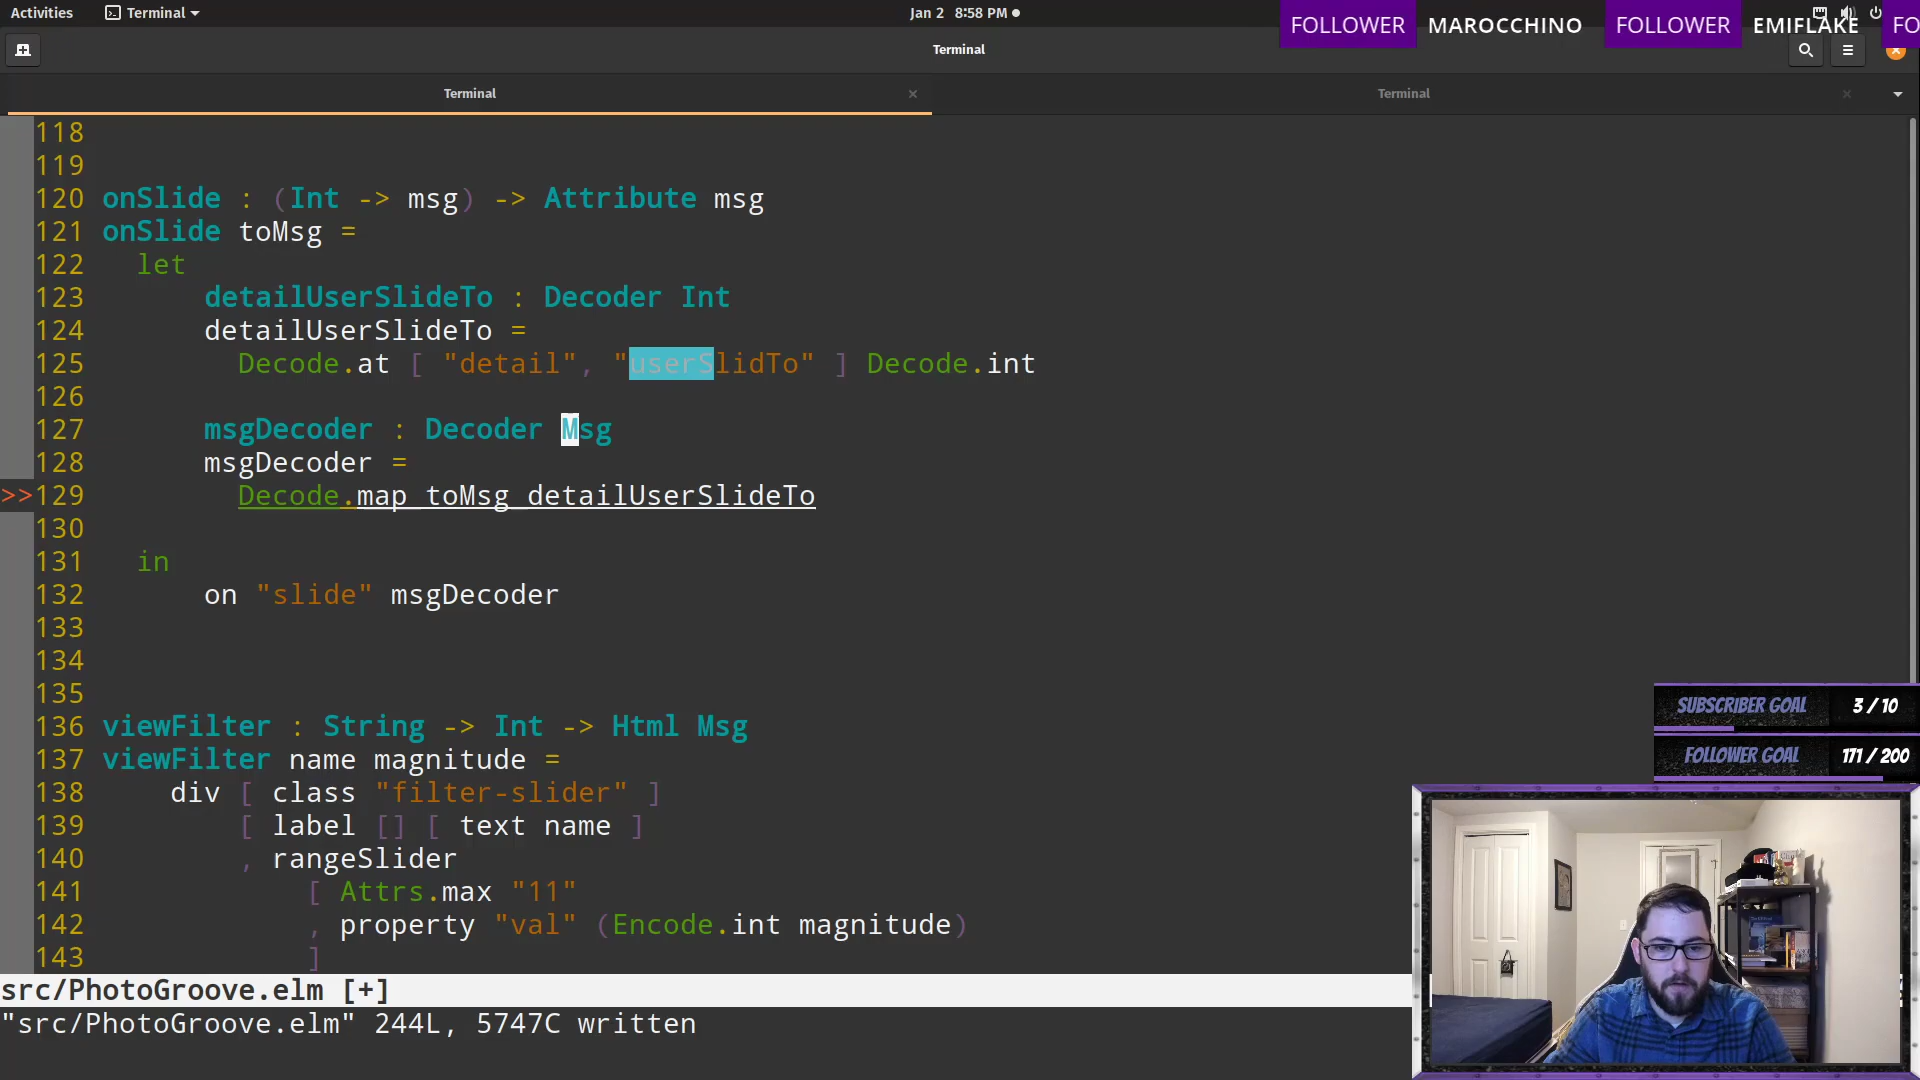 Activities Terminal Jan 2 8:58 PM
FOLLOWER MAROCCHINO FOLLOWER EMIFLAKE FO
Terminal
Terminal Terminal
118
119
120 onSlide : (Int -> msg) -> Attribute msg
121 onSlide toMsg =
122 let
123 detailUserSlideTo : Decoder Int
124 detailUserSlideTo =
125 Decode.at [ "detail", "userSlidTo" ] Decode.int
126
127 msgDecoder : Decoder Msg
128 msgDecoder =
>>129 Decode.map toMsg detailUserSlideTo
130
131 in
132 on "slide" msgDecoder
133
134
135
136 viewFilter : String -> Int -> Html Msg
137 viewFilter name magnitude =
138 div [ class "filter-slider" ]
139 [ label [] [ text name ]
140 , rangeSlider
141 [ Attrs.max "11"
142 , property "val" (Encode.int magnitude)
143 ]
src/PhotoGroove.elm [+]
"src/PhotoGroove.elm" 244L, 5747C written
SUBSCRIBER GOAL 3 / 10
FOLLOWER GOAL 171 / 200